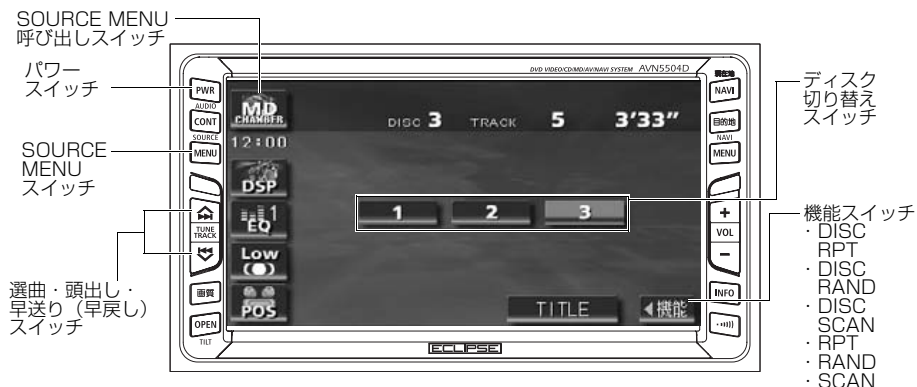 SOURCE MENU
呼び出しスイッチ
パワー
スイッチ
SOURCE
MENU
スイッチ
選曲・頭出し・
早送り（早戻し）
スイッチ
DVD VIDEO/CD/MD/AV/NAVI SYSTEM AVN5504D
PWR
AUDIO
CONT
SOURCE
MENU
TUNE
TRACK
画質
OPEN
TILT
MD
CHAMBER
12:00
DSP
EQ 1
Low
POS
DISC 3 TRACK 5 3'33”
1 2 3
TITLE
◀機能
ECLIPSE
現在地
NAVI
目的地
NAVI
MENU
+
VOL
−
INFO
ディスク
切り替え
スイッチ
機能スイッチ
・DISC
RPT
・DISC
RAND
・DISC
SCAN
・RPT
・RAND
・SCAN